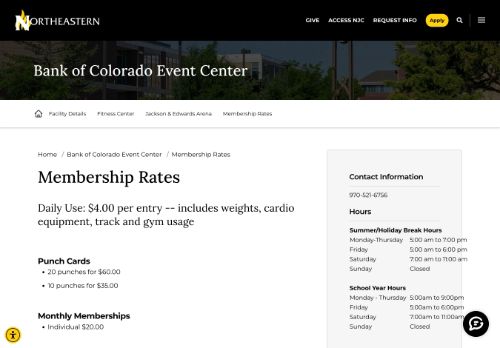 NORTHEASTERN
GIVE ACCESS NJC REQUEST INFO Apply
Bank of Colorado Event Center
Facility Details Fitness Center Jackson & Edwards Arena Membership Rates
Home / Bank of Colorado Event Center / Membership Rates
Membership Rates
Daily Use: $4.00 per entry -- includes weights, cardio
equipment, track and gym usage
Punch Cards
• 20 punches for $60.00
• 10 punches for $35.00
Monthly Memberships
• Individual $20.00
Contact Information
970-521-6756
Hours
Summer/Holiday Break Hours
Monday-Thursday 5:00 am to 7:00 pm
Friday 5:00 am to 6:00 pm
Saturday 7:00 am to 11:00 am
Sunday Closed
School Year Hours
Monday - Thursday 5:00am to 9:00pm
Friday 5:00am to 6:00pm
Saturday 7:00am to 11:00am
Sunday Closed